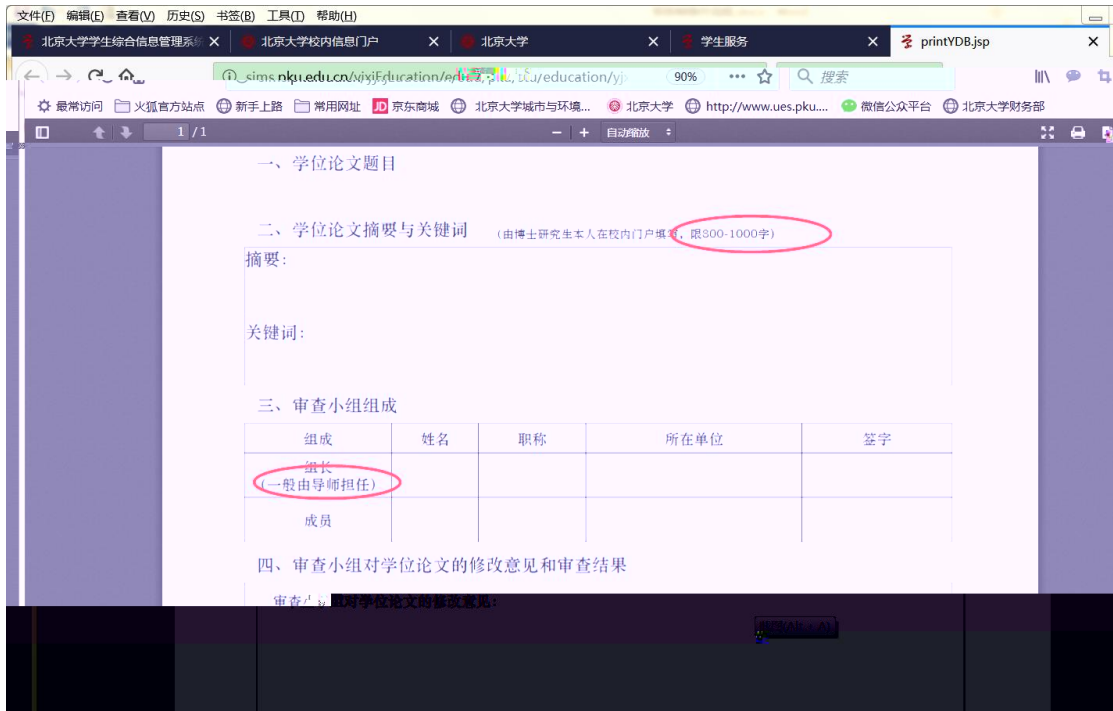 文件(F) 编辑(E) 查看(V) 历史(S) 书签(B) 工具(T) 帮助(H)
北京大学学生综合信息管理系统 北京大学校内信息门户 北京大学 学生服务 printYDB.jsp
sims.pku.edu.cn 90% 搜索
最常访问 火狐官方站点 新手上路 常用网址 JD 京东商城 北京大学城市与环境... 北京大学 http://www.ues.pku.... 微信公众平台 北京大学财务部
1 / 1 自动缩放
一、学位论文题目
二、学位论文摘要与关键词 (由博士研究生本人在校内门户填写，限800-1000字)
摘要:
关键词:
三、审查小组组成
组成 姓名 职称 所在单位 签字
组长
(一般由导师担任)
成员
四、审查小组对学位论文的修改意见和审查结果
审查小组对学位论文的修改意见: